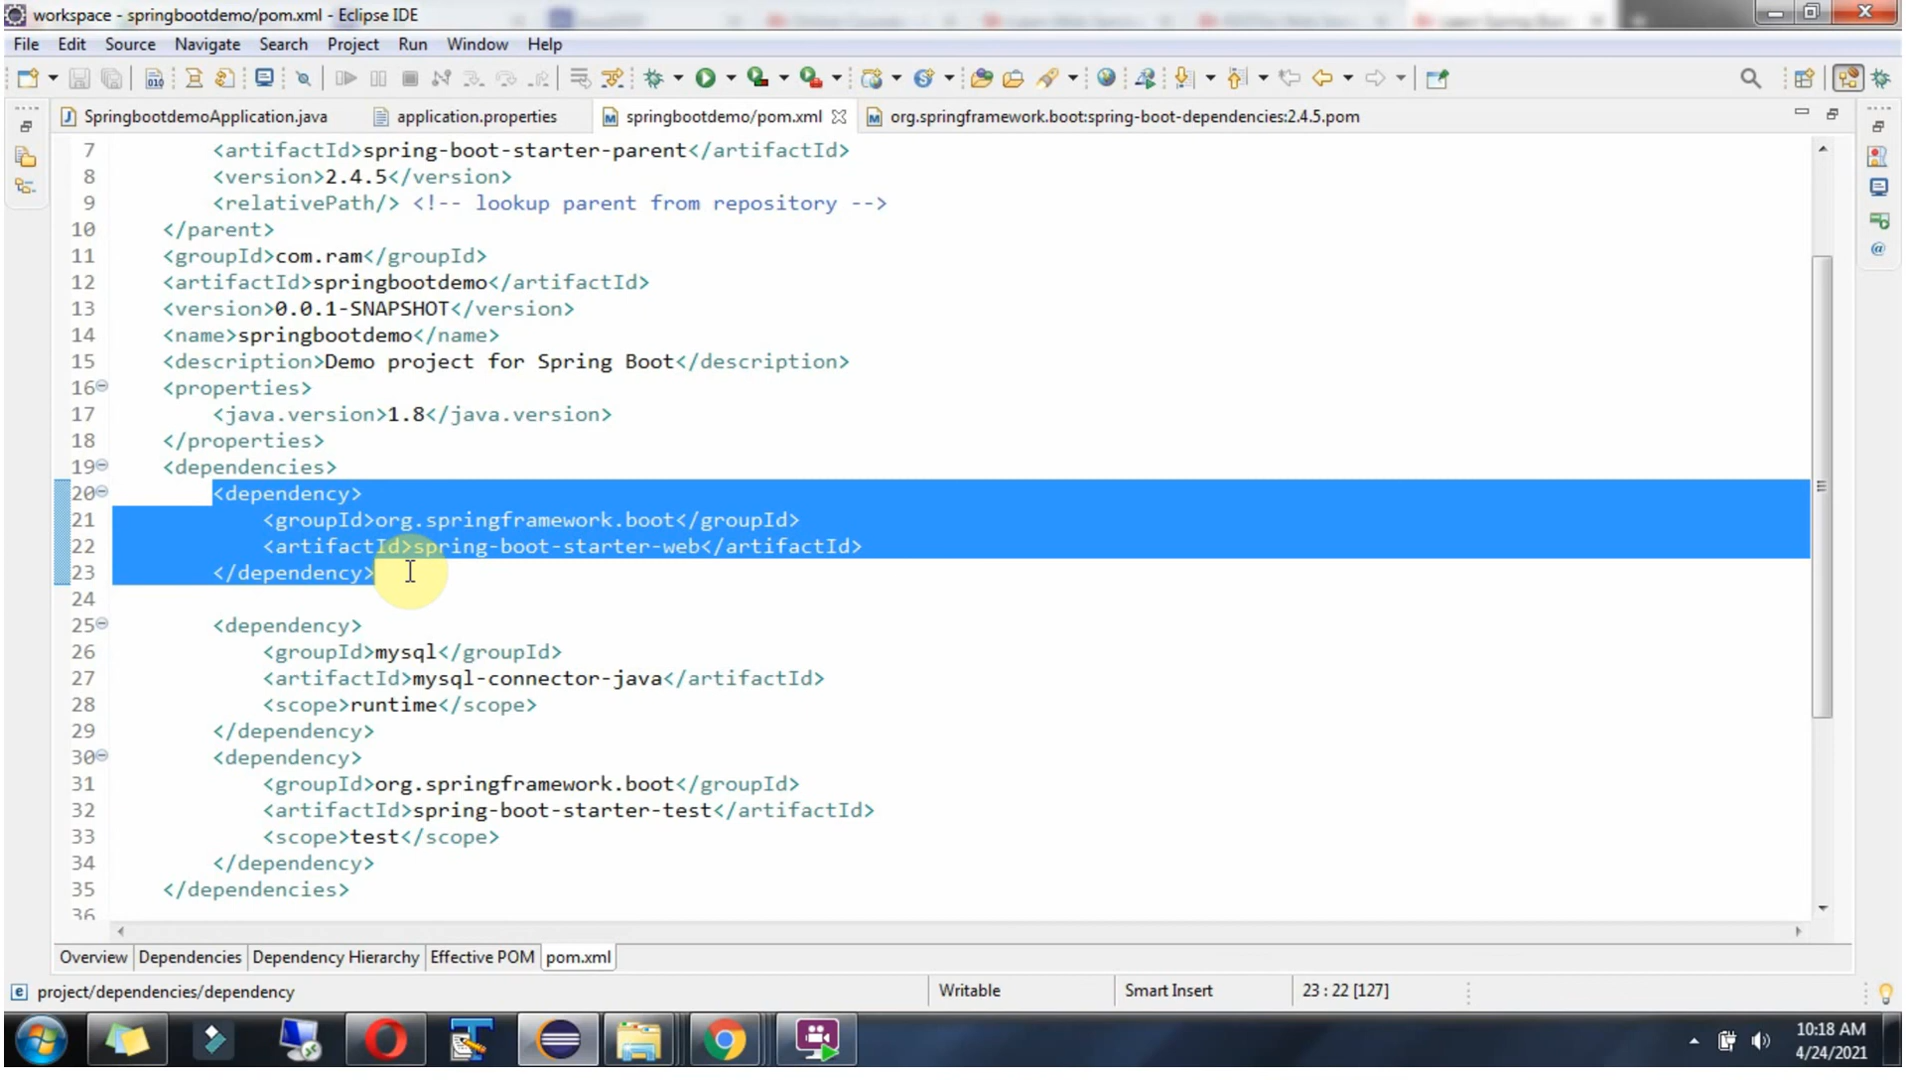 workspace - springbootdemo/pom.xml - Eclipse IDE
File Edit Source Navigate Search Project Run Window Help
SpringbootdemoApplication.java application.properties springbootdemo/pom.xml org.springframework.boot:spring-boot-dependencies:2.4.5.pom
7 <artifactId>spring-boot-starter-parent</artifactId>
8 <version>2.4.5</version>
9 <relativePath/> <!-- lookup parent from repository -->
10 </parent>
11 <groupId>com.ram</groupId>
12 <artifactId>springbootdemo</artifactId>
13 <version>0.0.1-SNAPSHOT</version>
14 <name>springbootdemo</name>
15 <description>Demo project for Spring Boot</description>
16 <properties>
17 <java.version>1.8</java.version>
18 </properties>
19 <dependencies>
20 <dependency>
21 <groupId>org.springframework.boot</groupId>
22 <artifactId>spring-boot-starter-web</artifactId>
23 </dependency>
24
25 <dependency>
26 <groupId>mysql</groupId>
27 <artifactId>mysql-connector-java</artifactId>
28 <scope>runtime</scope>
29 </dependency>
30 <dependency>
31 <groupId>org.springframework.boot</groupId>
32 <artifactId>spring-boot-starter-test</artifactId>
33 <scope>test</scope>
34 </dependency>
35 </dependencies>
36
Overview Dependencies Dependency Hierarchy Effective POM pom.xml
project/dependencies/dependency Writable Smart Insert 23 : 22 [127]
10:18 AM
4/24/2021